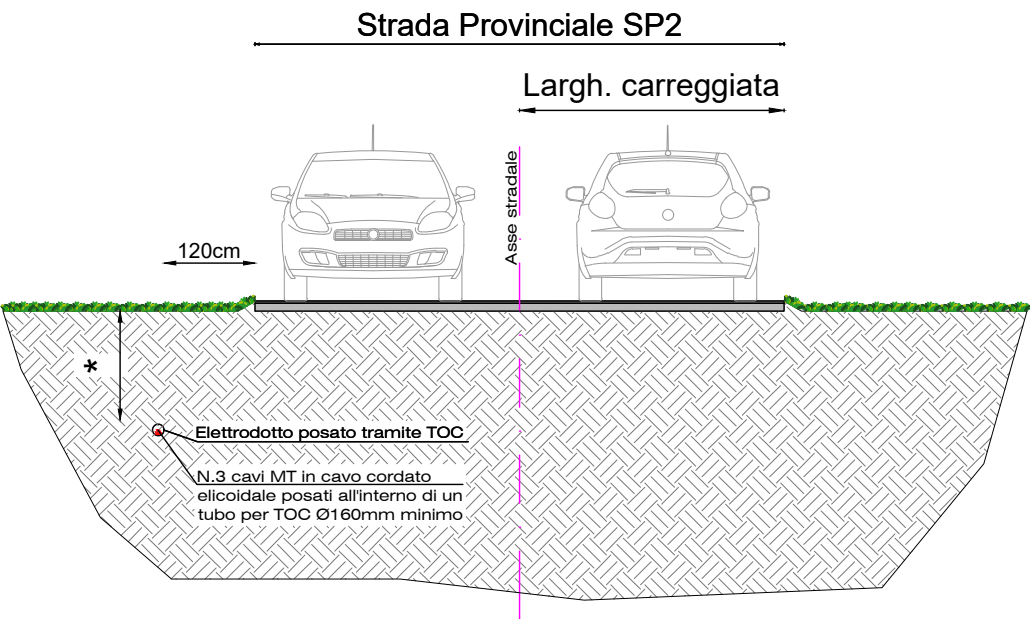 Strada Provinciale SP2
Largh. carreggiata
Asse stradale
120cm
*
Elettrodotto posato tramite TOC
N.3 cavi MT in cavo cordato
elicoidale posati all'interno di un
tubo per TOC Ø160mm minimo